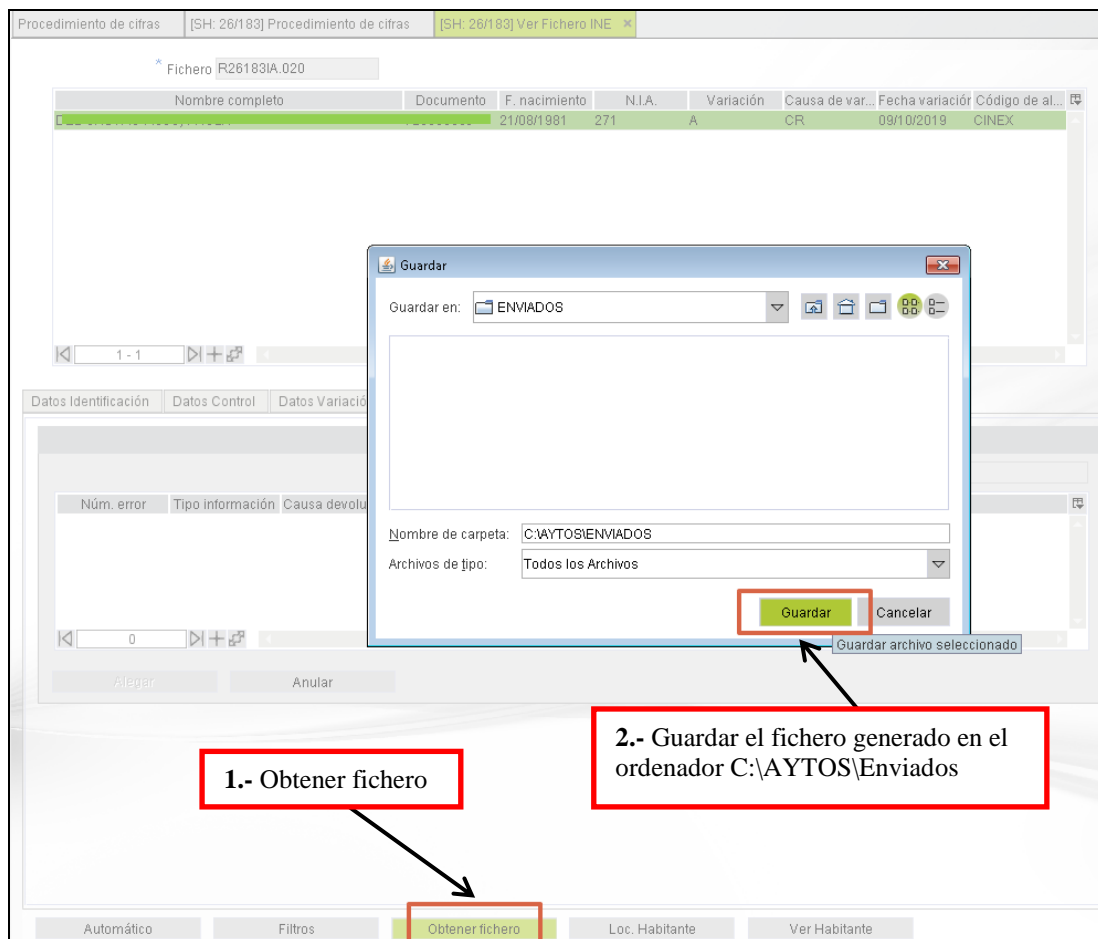 Procedimiento de cifras [SH: 26/183] Procedimiento de cifras [SH: 26/183] Ver Fichero INE
* Fichero R26183IA.020
Nombre completo Documento F. nacimiento N.I.A. Variación Causa de var... Fecha variación Código de al...
21/08/1981 271 A CR 09/10/2019 CINEX
1 - 1
Datos Identificación Datos Control Datos Variació
Núm. error Tipo información Causa devolu
0
Alegar Anular
Guardar
Guardar en: ENVIADOS
Nombre de carpeta: C:\AYTOS\ENVIADOS
Archivos de tipo: Todos los Archivos
Guardar Cancelar
Guardar archivo seleccionado
2.- Guardar el fichero generado en el
ordenador C:\AYTOS\Enviados
1.- Obtener fichero
Automático Filtros Obtener fichero Loc. Habitante Ver Habitante